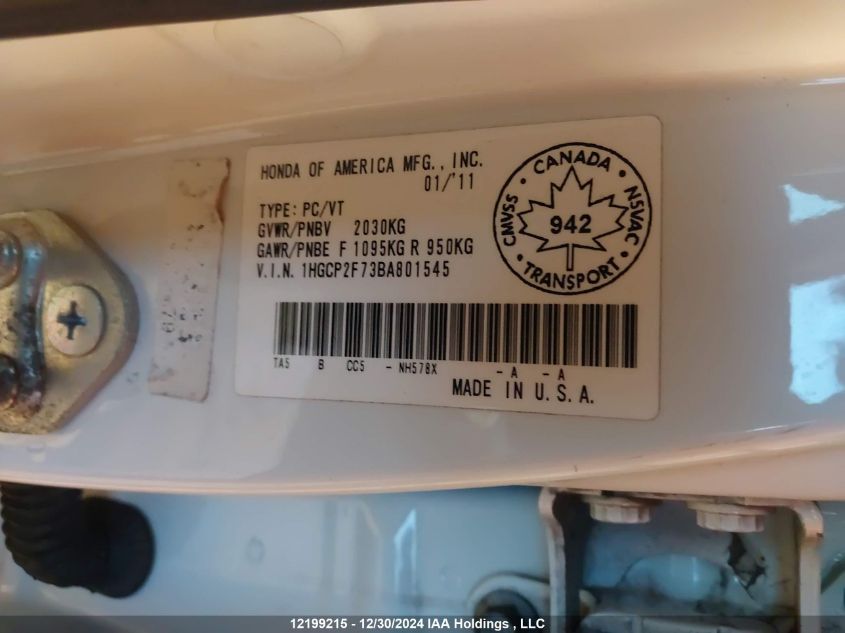 HONDA OF AMERICA MFG., INC.
01/'11
TYPE: PC/VT
GVWR/PNBV 2030KG
GAWR/PNBE F 1095KG R 950KG
V.I.N. 1HGCP2F73BA801545
CANADA
CMVSS
NSVAC
942
TRANSPORT
TA5 B CC5 - NH578X - A - A
MADE IN U.S.A.
12199215 - 12/30/2024 IAA Holdings , LLC